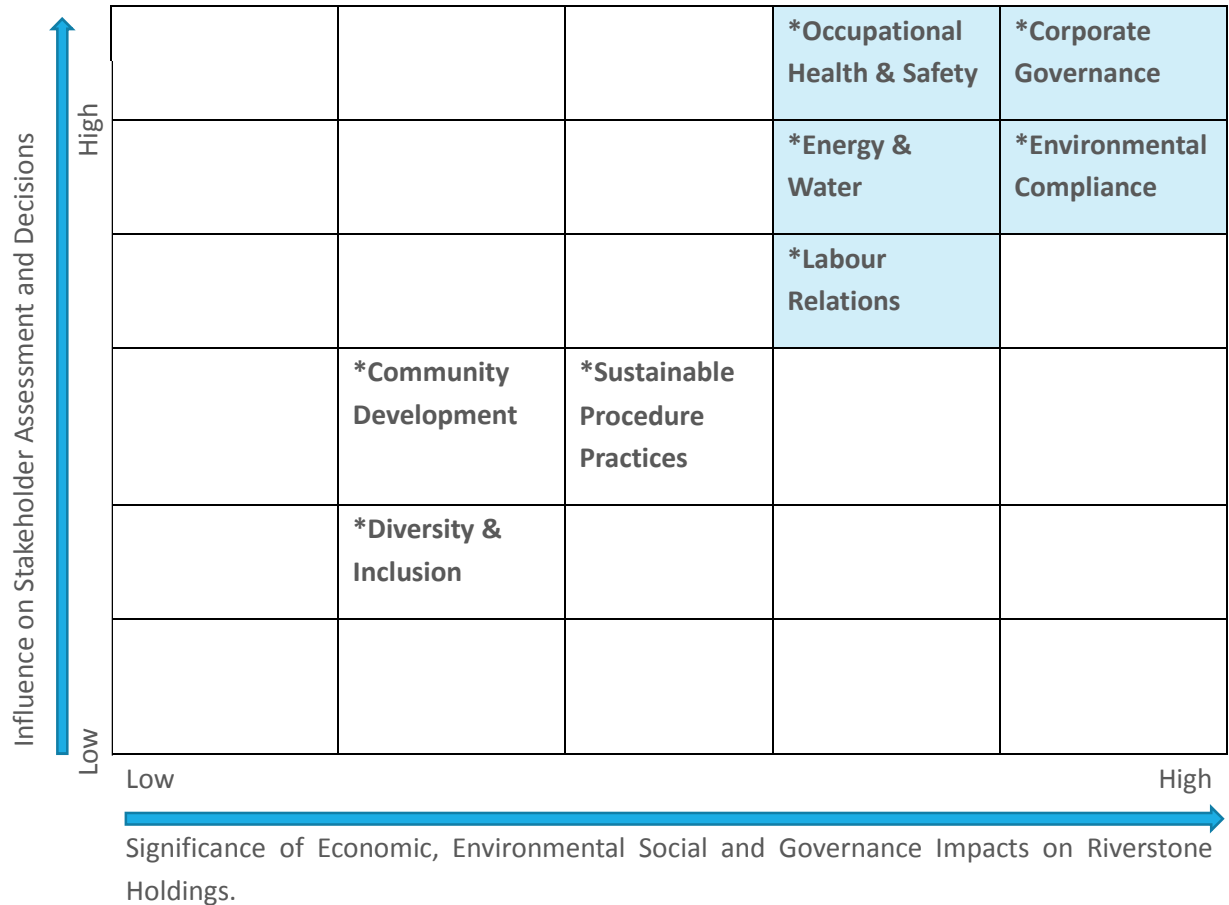 Influence on Stakeholder Assessment and Decisions
High
Low
*Occupational
Health & Safety
*Corporate
Governance
*Energy &
Water
*Environmental
Compliance
*Labour
Relations
*Community
Development
*Sustainable
Procedure
Practices
*Diversity &
Inclusion
Low
High
Significance of Economic, Environmental Social and Governance Impacts on Riverstone
Holdings.